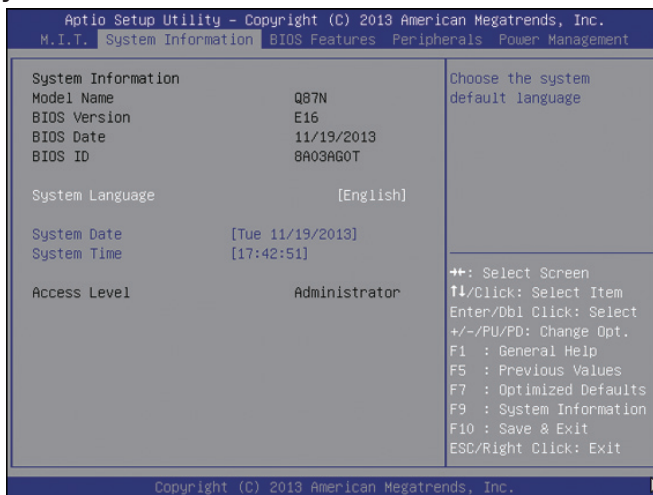 Aptio Setup Utility – Copyright (C) 2013 American Megatrends, Inc.
M.I.T. System Information BIOS Features Peripherals Power Management
System Information
Model Name Q87N
BIOS Version E16
BIOS Date 11/19/2013
BIOS ID 8A03AG0T
System Language [English]
System Date [Tue 11/19/2013]
System Time [17:42:51]
Access Level Administrator
Choose the system
default language
→←: Select Screen
↑↓/Click: Select Item
Enter/Dbl Click: Select
+/-/PU/PD: Change Opt.
F1 : General Help
F5 : Previous Values
F7 : Optimized Defaults
F9 : System Information
F10 : Save & Exit
ESC/Right Click: Exit
Copyright (C) 2013 American Megatrends, Inc.